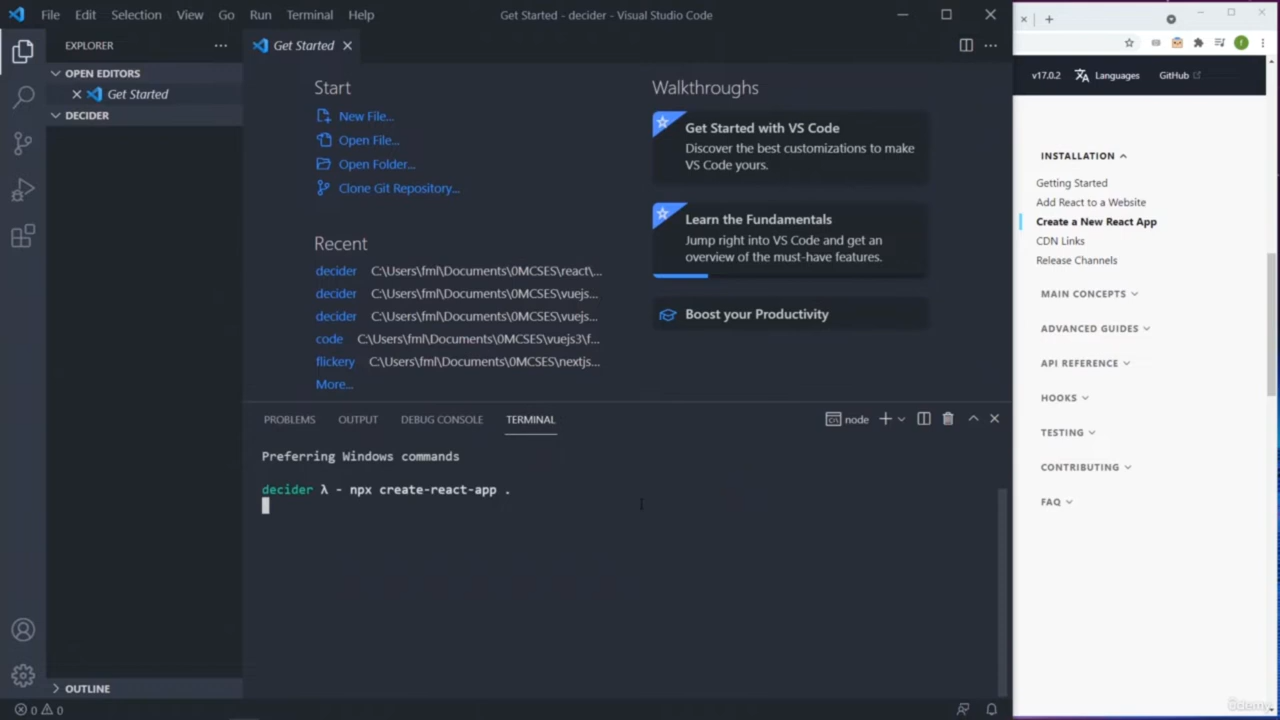 File Edit Selection View Go Run Terminal Help
Get Started - decider - Visual Studio Code
EXPLORER
OPEN EDITORS
Get Started
DECIDER
OUTLINE
0 0
Get Started
Start
New File...
Open File...
Open Folder...
Clone Git Repository...
Recent
decider C:\Users\fml\Documents\0MCSES\react\...
decider C:\Users\fml\Documents\0MCSES\vuejs...
decider C:\Users\fml\Documents\0MCSES\vuejs...
code C:\Users\fml\Documents\0MCSES\vuejs3\f...
flickery C:\Users\fml\Documents\0MCSES\nextjs...
More...
Walkthroughs
Get Started with VS Code
Discover the best customizations to make
VS Code yours.
Learn the Fundamentals
Jump right into VS Code and get an
overview of the must-have features.
Boost your Productivity
PROBLEMS OUTPUT DEBUG CONSOLE TERMINAL
node
Preferring Windows commands
decider λ - npx create-react-app .
f
v17.0.2 Languages GitHub
INSTALLATION
Getting Started
Add React to a Website
Create a New React App
CDN Links
Release Channels
MAIN CONCEPTS
ADVANCED GUIDES
API REFERENCE
HOOKS
TESTING
CONTRIBUTING
FAQ
ûdemy